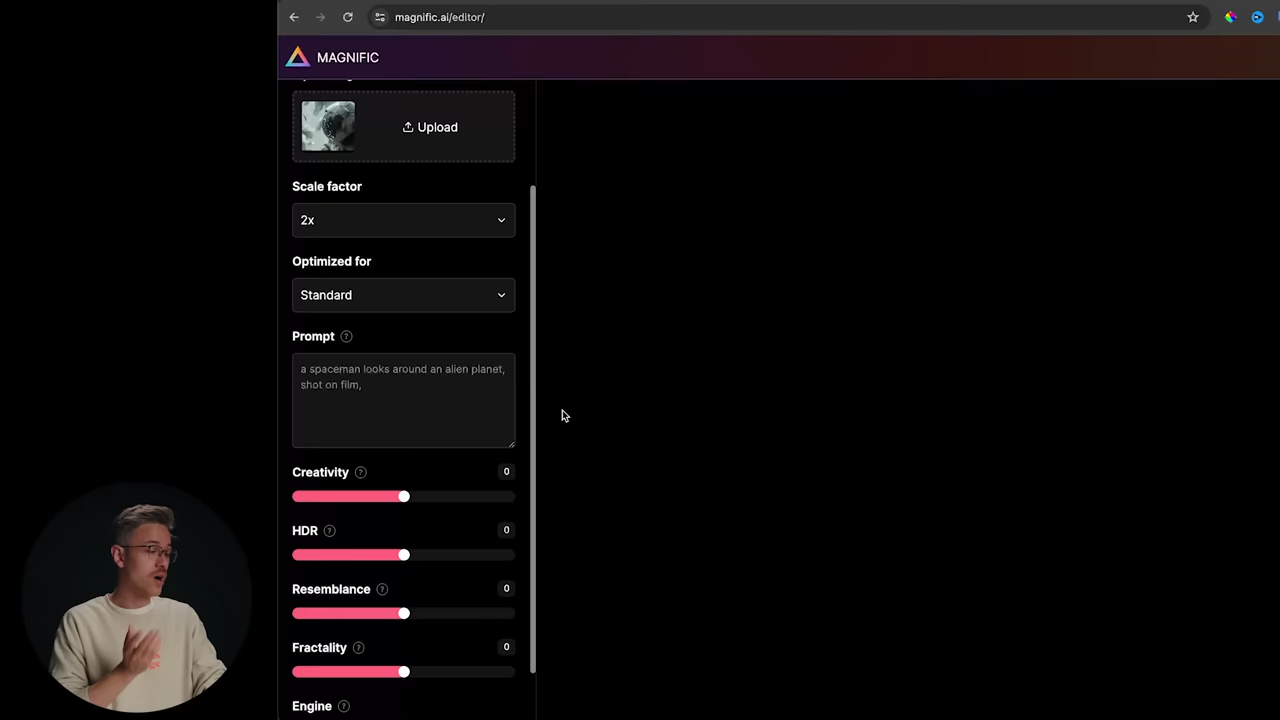 magnific.ai/editor/
MAGNIFIC
Upload
Scale factor
2x
Optimized for
Standard
Prompt ?
a spaceman looks around an alien planet,
shot on film,
Creativity ? 0
HDR ? 0
Resemblance ? 0
Fractality ? 0
Engine ?